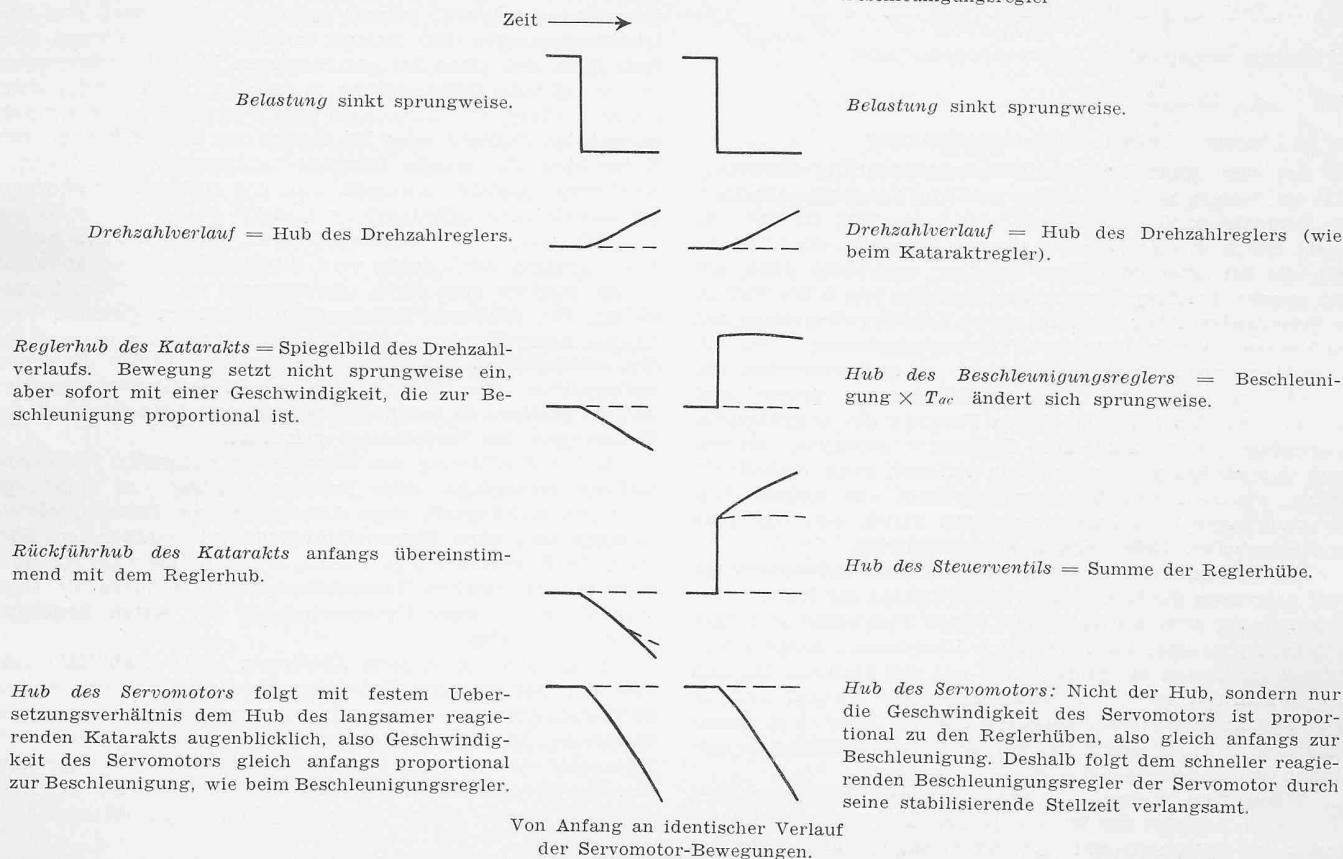 Zeit
Belastung sinkt sprungweise.
Belastung sinkt sprungweise.
Drehzahlverlauf = Hub des Drehzahlreglers.
Drehzahlverlauf = Hub des Drehzahlreglers (wie
beim Kataraktregler).
Reglerhub des Katarakts = Spiegelbild des Drehzahl-
verlaufs. Bewegung setzt nicht sprungweise ein,
aber sofort mit einer Geschwindigkeit, die zur Be-
schleunigung proportional ist.
Hub des Beschleunigungsreglers = Beschleuni-
gung × Tac ändert sich sprungweise.
Rückführhub des Katarakts anfangs übereinstim-
mend mit dem Reglerhub.
Hub des Steuerventils = Summe der Reglerhübe.
Hub des Servomotors folgt mit festem Ueber-
setzungsverhältnis dem Hub des langsamer reagie-
renden Katarakts augenblicklich, also Geschwindig-
keit des Servomotors gleich anfangs proportional
zur Beschleunigung, wie beim Beschleunigungsregler.
Hub des Servomotors: Nicht der Hub, sondern nur
die Geschwindigkeit des Servomotors ist propor-
tional zu den Reglerhüben, also gleich anfangs zur
Beschleunigung. Deshalb folgt dem schneller reagie-
renden Beschleunigungsregler der Servomotor durch
seine stabilisierende Stellzeit verlangsamt.
Von Anfang an identischer Verlauf
der Servomotor-Bewegungen.